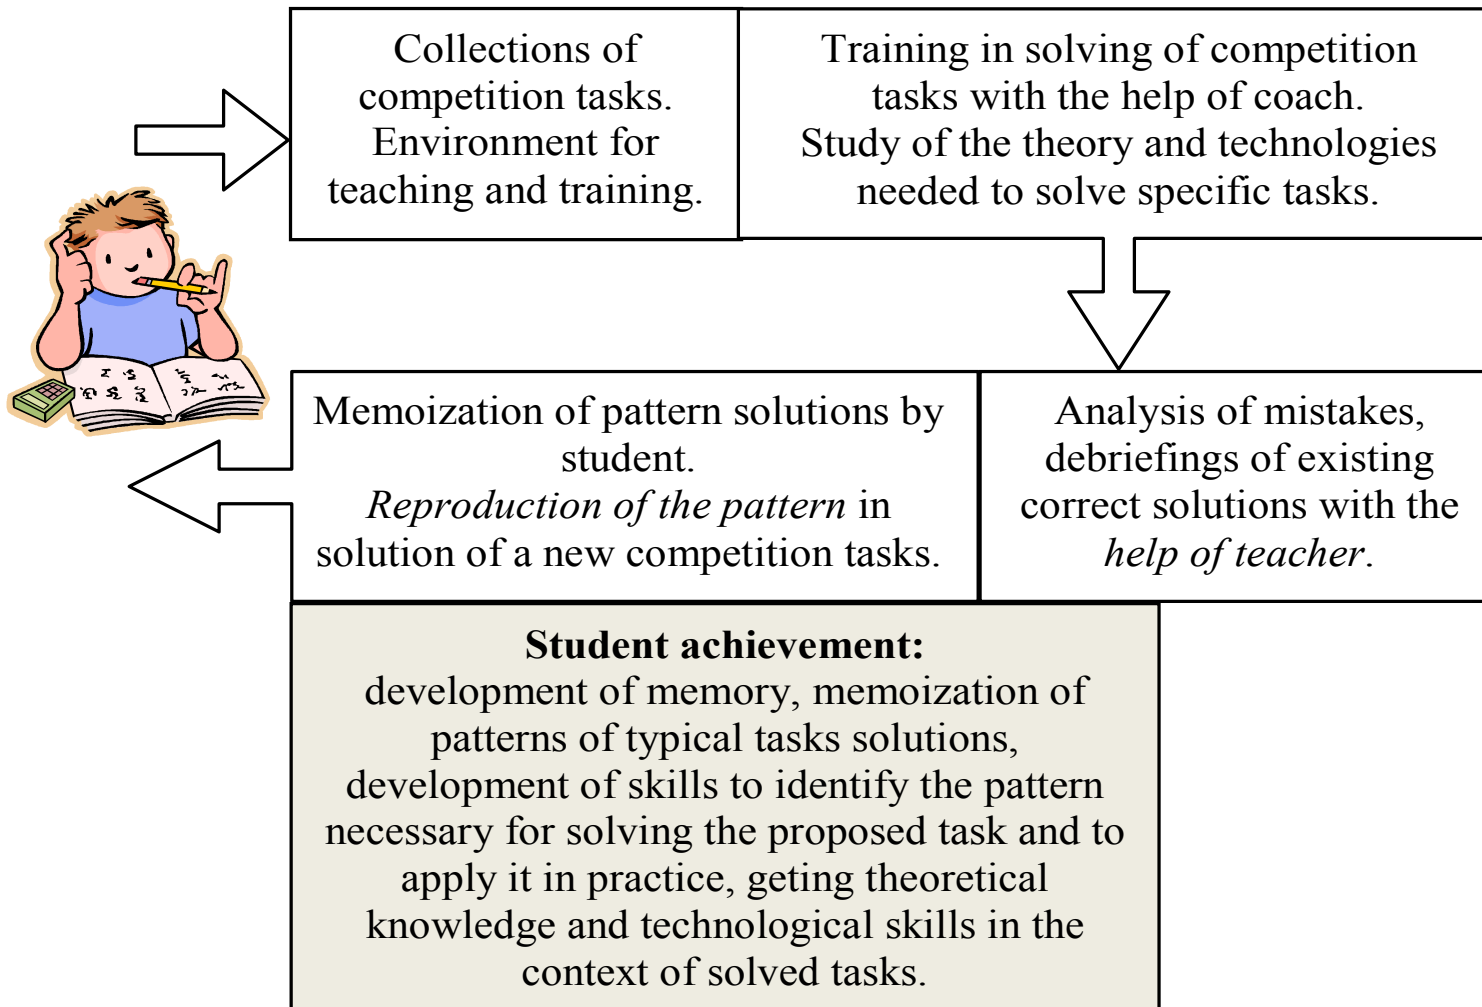 Collections of
competition tasks.
Environment for
teaching and training.
Training in solving of competition
tasks with the help of coach.
Study of the theory and technologies
needed to solve specific tasks.
Memoization of pattern solutions by
student.
Reproduction of the pattern in
solution of a new competition tasks.
Analysis of mistakes,
debriefings of existing
correct solutions with the
help of teacher.
Student achievement:
development of memory, memoization of
patterns of typical tasks solutions,
development of skills to identify the pattern
necessary for solving the proposed task and to
apply it in practice, geting theoretical
knowledge and technological skills in the
context of solved tasks.